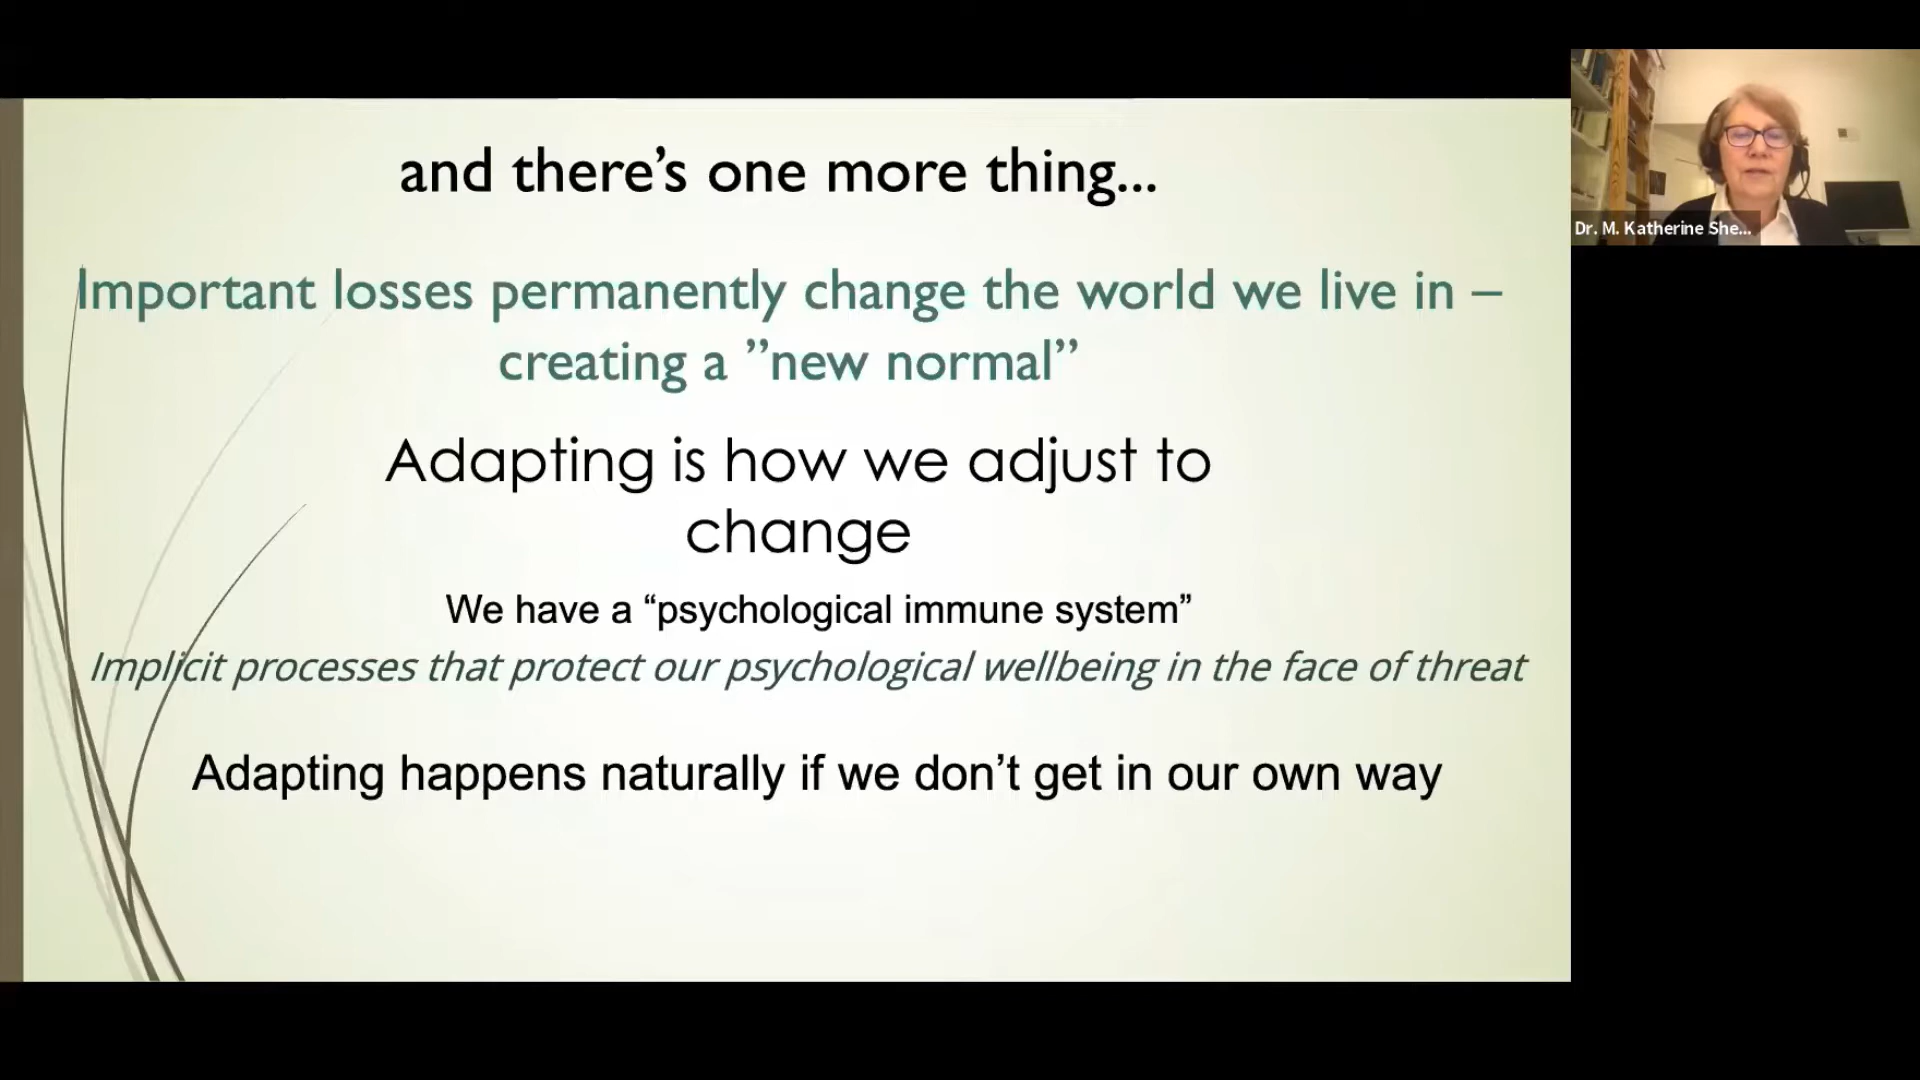 and there’s one more thing...
Important losses permanently change the world we live in –
creating a ”new normal”
Adapting is how we adjust to
change
We have a “psychological immune system”
Implicit processes that protect our psychological wellbeing in the face of threat
Adapting happens naturally if we don’t get in our own way
Dr. M. Katherine She...